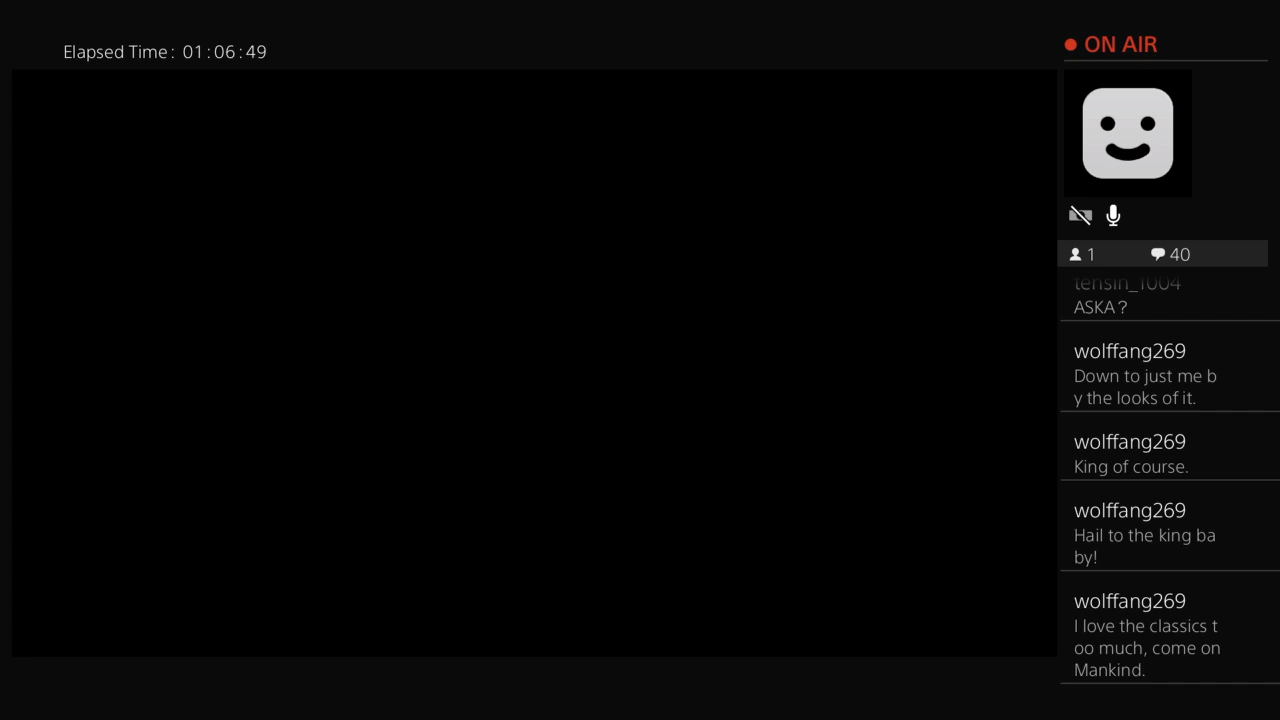 Elapsed Time: 01:06:49
ON AIR
1 40
tensin_1004
ASKA?
wolffang269
Down to just me b
y the looks of it.
wolffang269
King of course.
wolffang269
Hail to the king ba
by!
wolffang269
I love the classics t
oo much, come on
Mankind.